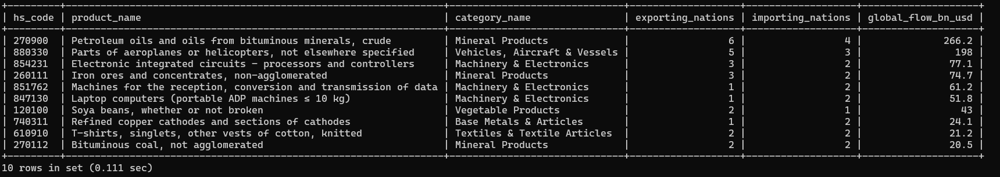 +---------+-----------------------------------------------------------------+------------------------------+-------------------+-------------------+--------------------+
| hs_code | product_name                                                    | category_name                | exporting_nations | importing_nations | global_flow_bn_usd |
+---------+-----------------------------------------------------------------+------------------------------+-------------------+-------------------+--------------------+
| 270900  | Petroleum oils and oils from bituminous minerals, crude         | Mineral Products             |                 6 |                 4 |              266.2 |
| 880330  | Parts of aeroplanes or helicopters, not elsewhere specified     | Vehicles, Aircraft & Vessels |                 5 |                 3 |                198 |
| 854231  | Electronic integrated circuits – processors and controllers     | Machinery & Electronics      |                 3 |                 2 |               77.1 |
| 260111  | Iron ores and concentrates, non-agglomerated                    | Mineral Products             |                 3 |                 2 |               74.7 |
| 851762  | Machines for the reception, conversion and transmission of data | Machinery & Electronics      |                 1 |                 2 |               61.2 |
| 847130  | Laptop computers (portable ADP machines ≤ 10 kg)                | Machinery & Electronics      |                 1 |                 2 |               51.8 |
| 120100  | Soya beans, whether or not broken                               | Vegetable Products           |                 2 |                 1 |                 43 |
| 740311  | Refined copper cathodes and sections of cathodes                | Base Metals & Articles       |                 1 |                 2 |               24.1 |
| 610910  | T-shirts, singlets, other vests of cotton, knitted              | Textiles & Textile Articles  |                 2 |                 2 |               21.2 |
| 270112  | Bituminous coal, not agglomerated                               | Mineral Products             |                 2 |                 2 |               20.5 |
+---------+-----------------------------------------------------------------+------------------------------+-------------------+-------------------+--------------------+
10 rows in set (0.111 sec)